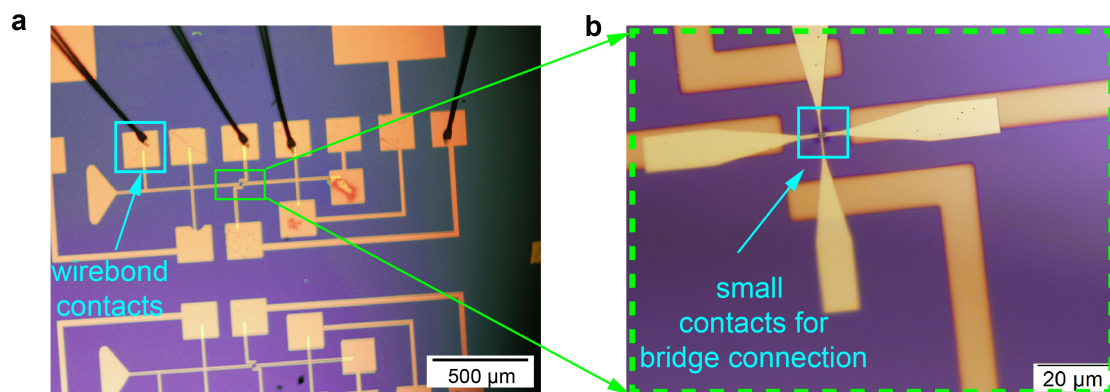 a
b
wirebond
contacts
500 µm
small
contacts for
bridge connection
20 µm